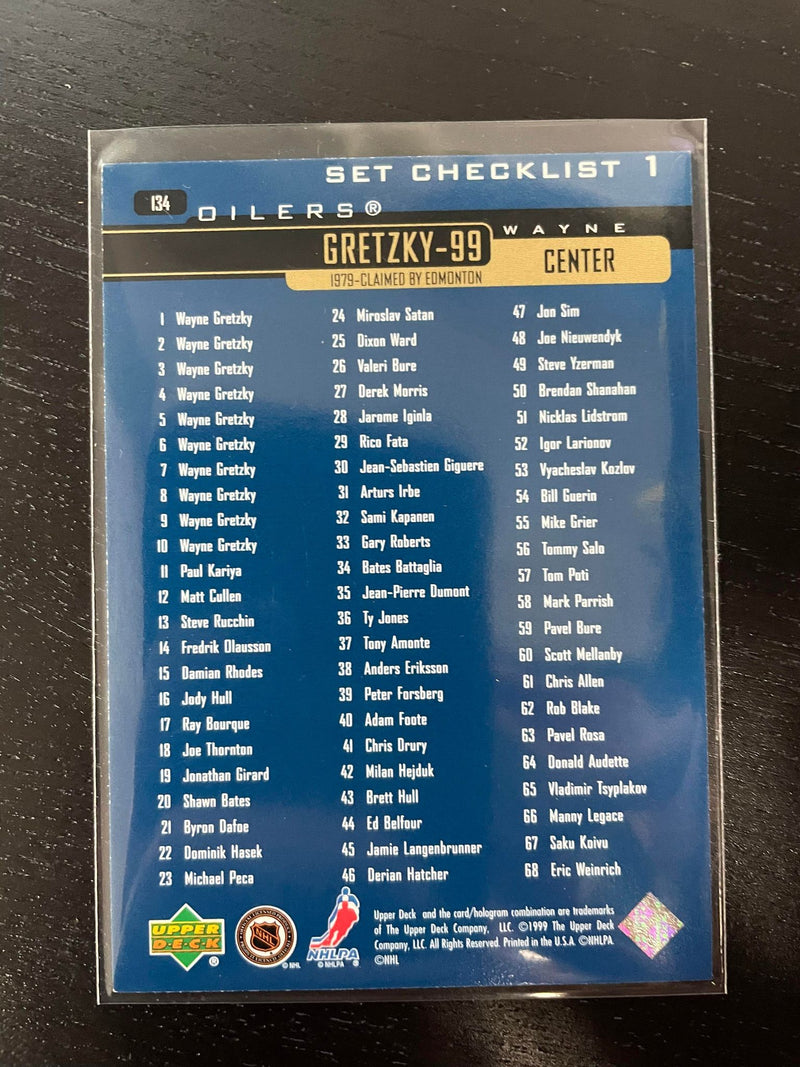 SET CHECKLIST 1
134
OILERS®
WAYNE
GRETZKY-99
CENTER
1979-CLAIMED BY EDMONTON
1 Wayne Gretzky
2 Wayne Gretzky
3 Wayne Gretzky
4 Wayne Gretzky
5 Wayne Gretzky
6 Wayne Gretzky
7 Wayne Gretzky
8 Wayne Gretzky
9 Wayne Gretzky
10 Wayne Gretzky
11 Paul Kariya
12 Matt Cullen
13 Steve Rucchin
14 Fredrik Olausson
15 Damian Rhodes
16 Jody Hull
17 Ray Bourque
18 Joe Thornton
19 Jonathan Girard
20 Shawn Bates
21 Byron Dafoe
22 Dominik Hasek
23 Michael Peca
24 Miroslav Satan
25 Dixon Ward
26 Valeri Bure
27 Derek Morris
28 Jarome Iginla
29 Rico Fata
30 Jean-Sebastien Giguere
31 Arturs Irbe
32 Sami Kapanen
33 Gary Roberts
34 Bates Battaglia
35 Jean-Pierre Dumont
36 Ty Jones
37 Tony Amonte
38 Anders Eriksson
39 Peter Forsberg
40 Adam Foote
41 Chris Drury
42 Milan Hejduk
43 Brett Hull
44 Ed Belfour
45 Jamie Langenbrunner
46 Derian Hatcher
47 Jon Sim
48 Joe Nieuwendyk
49 Steve Yzerman
50 Brendan Shanahan
51 Nicklas Lidstrom
52 Igor Larionov
53 Vyacheslav Kozlov
54 Bill Guerin
55 Mike Grier
56 Tommy Salo
57 Tom Poti
58 Mark Parrish
59 Pavel Bure
60 Scott Mellanby
61 Chris Allen
62 Rob Blake
63 Pavel Rosa
64 Donald Audette
65 Vladimir Tsyplakov
66 Manny Legace
67 Saku Koivu
68 Eric Weinrich
UPPER
DECK
®
NHL
© NHL
NHLPA
© NHLPA ®
Upper Deck and the card/hologram combination are trademarks
of The Upper Deck Company, LLC. ©1999 The Upper Deck
Company, LLC. All Rights Reserved. Printed in the U.S.A ©NHLPA
©NHL